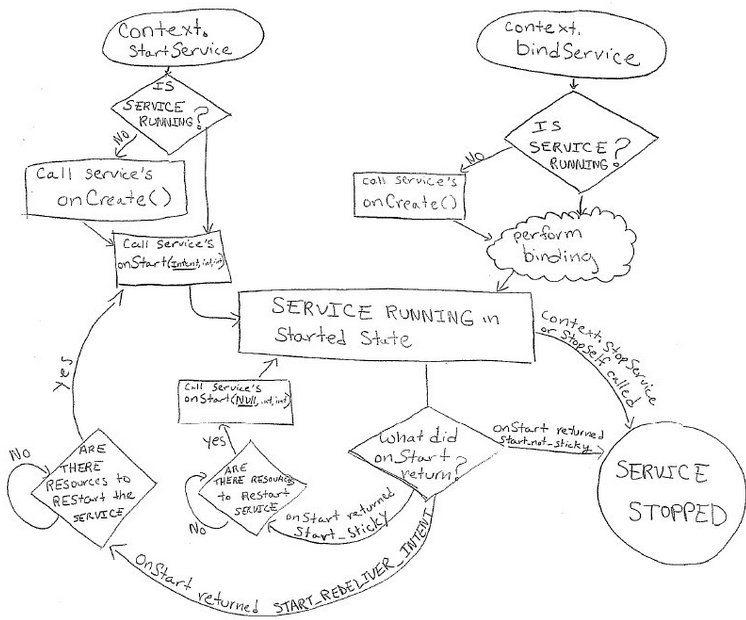 Context.
StartService
Context.
bindService
IS
SERVICE
RUNNING?
No
IS
SERVICE
RUNNING?
No
Call service's
onCreate()
Call service's
onCreate()
Call service's
onStart(Intent,int,int)
perform
binding
SERVICE RUNNING in
Started State
Context.StopService
or StopSelf called
Yes
Call service's
onStart(NULL,int,int)
What did
onStart
return?
onStart returned
Start_not_sticky
SERVICE
STOPPED
No
ARE
THERE
REsources to
REStart the
SERVICE
yes
ARE
THERE RESOURCES
to REstart
SERVICE
No
onStart returned
Start_Sticky
onStart returned START_REDELIVER_INTENT